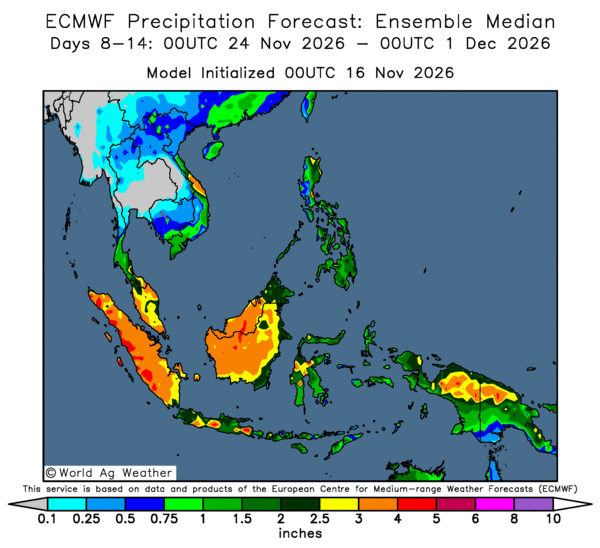 ECMWF Precipitation Forecast: Ensemble Median
Days 8–14: 00UTC 24 Nov 2026 – 00UTC 1 Dec 2026
Model Initialized 00UTC 16 Nov 2026
© World Ag Weather
This service is based on data and products of the European Centre for Medium-range Weather Forecasts (ECMWF)
0.1 0.25 0.5 0.75 1 1.5 2 2.5 3 4 5 6 8 10
inches